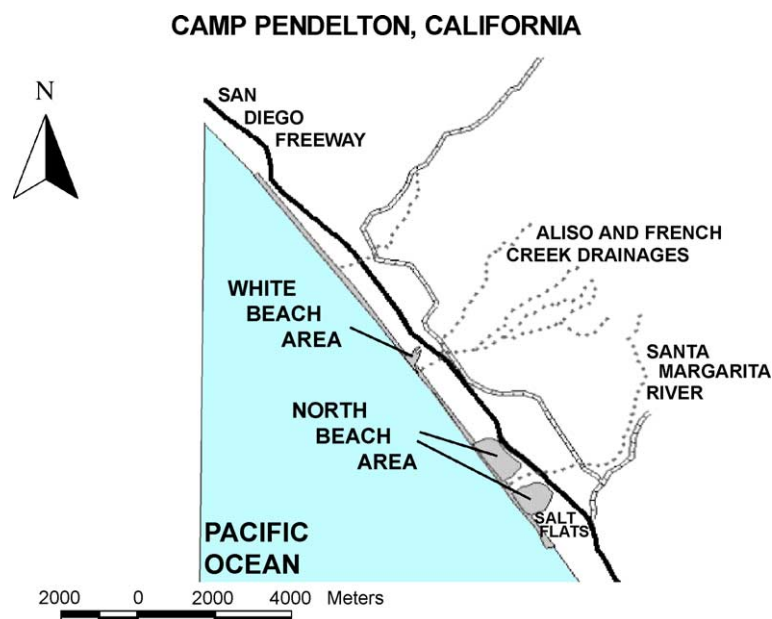 CAMP PENDELTON, CALIFORNIA
N
SAN
DIEGO
FREEWAY
ALISO AND FRENCH
CREEK DRAINAGES
WHITE
BEACH
AREA
SANTA
MARGARITA
RIVER
NORTH
BEACH
AREA
SALT
FLATS
PACIFIC
OCEAN
2000 0 2000 4000 Meters